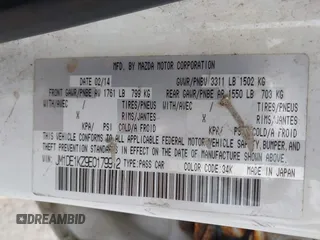 MFD. BY MAZDA MOTOR CORPORATION
DATE 02/14 GVWR/PNBV 3311 LB 1502 KG
FRONT GAWR/PNBE AV 1761 LB 799 KG REAR GAWR/PNBE AR 1550 LB 703 KG
X TIRES/PNEUS X TIRES/PNEUS
X RIMS/JANTES X RIMS/JANTES
X KPA/ PSI COLD/A FROID X KPA/ PSI COLD/A FROID
THIS VEHICLE CONFORMS TO ALL APPLICABLE FEDERAL MOTOR VEHICLE SAFETY, BUMPER, AND
THEFT PREVENTION STANDARDS IN EFFECT ON THE DATE OF MANUFACTURE SHOWN ABOVE.
VIN: TYPE: PASS CAR COLOR CODE: 34K MADE IN JAPAN
autobidcar